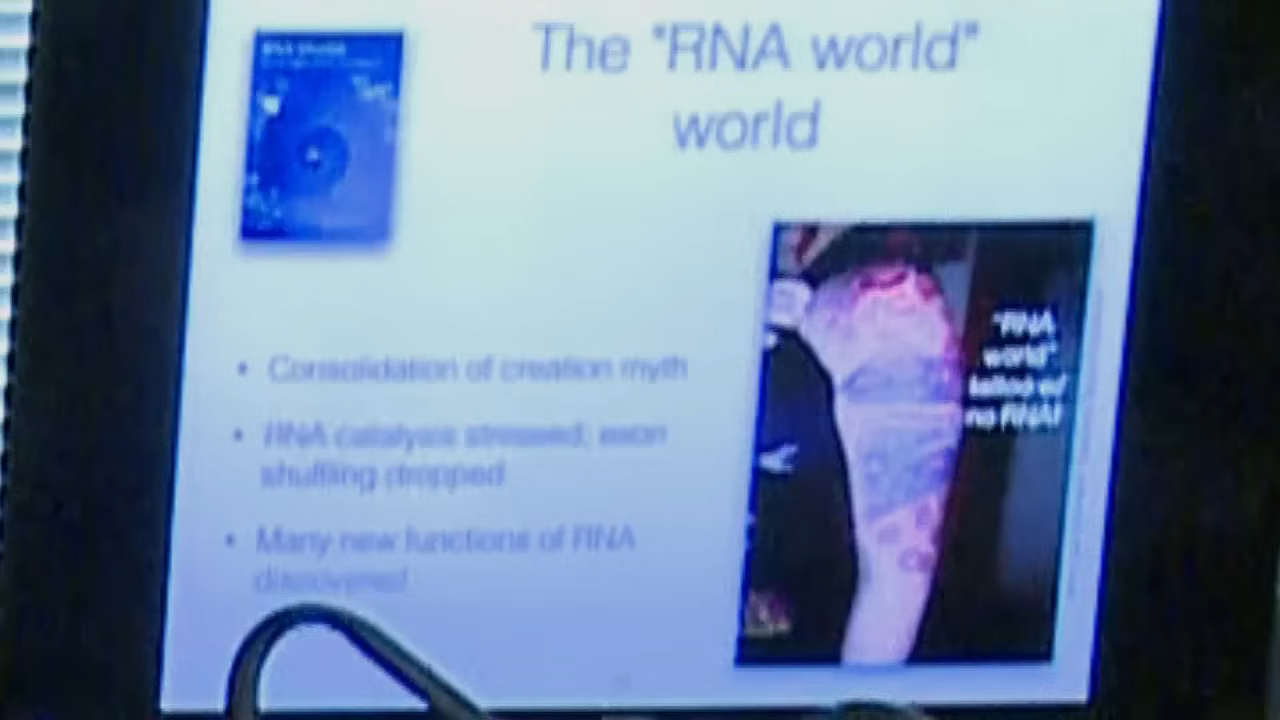 The "RNA world"
world
• Consolidation of creation myth
• RNA catalysis stressed; exon
shuffling dropped
• Many new functions of RNA
discovered
"RNA
world"
tattoo w/
no RNA!